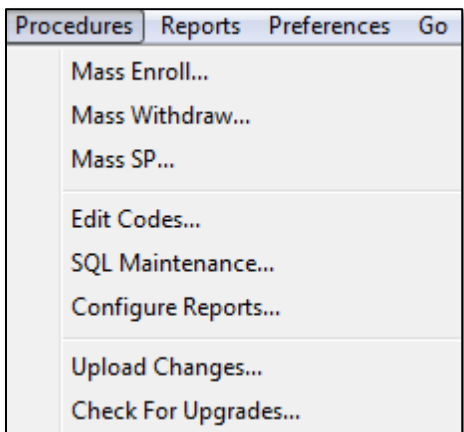 Procedures Reports Preferences Go
Mass Enroll...
Mass Withdraw...
Mass SP...
Edit Codes...
SQL Maintenance...
Configure Reports...
Upload Changes...
Check For Upgrades...